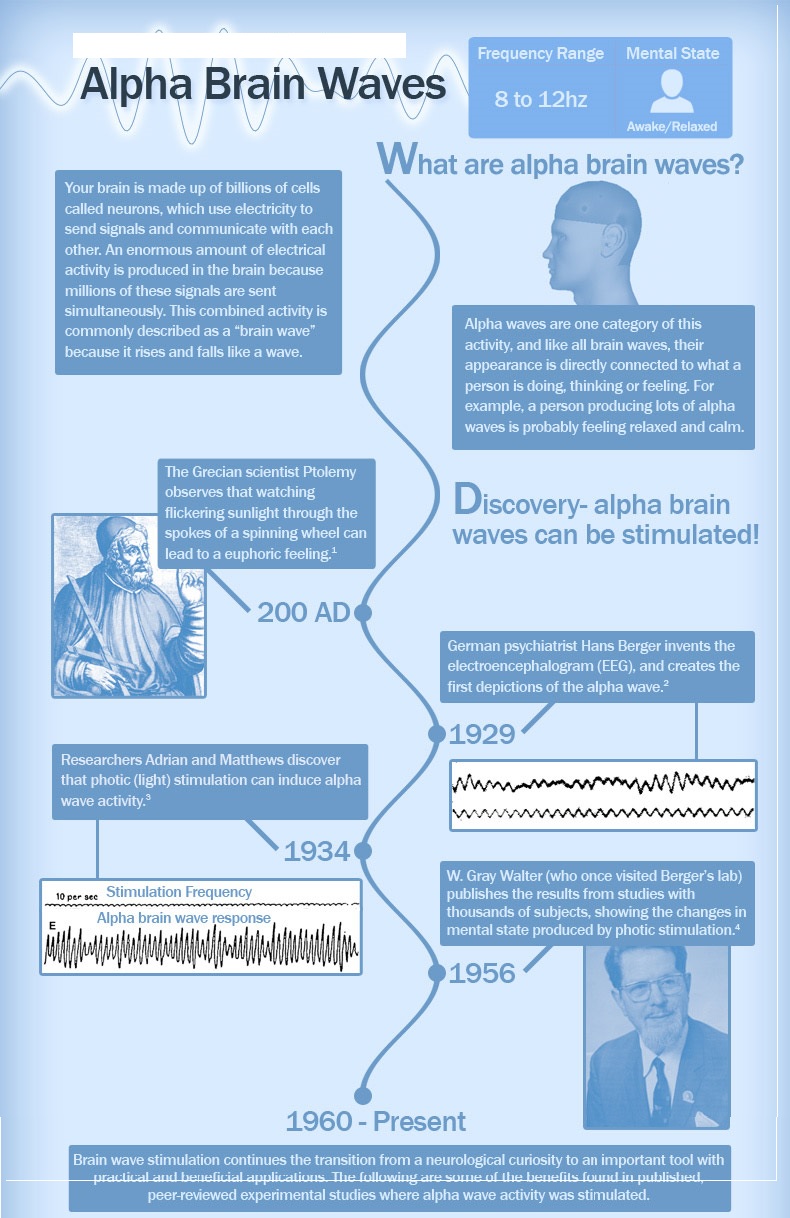 Alpha Brain Waves
Frequency Range
8 to 12hz
Mental State
Awake/Relaxed
What are alpha brain waves?
Your brain is made up of billions of cells
called neurons, which use electricity to
send signals and communicate with each
other. An enormous amount of electrical
activity is produced in the brain because
millions of these signals are sent
simultaneously. This combined activity is
commonly described as a “brain wave”
because it rises and falls like a wave.
Alpha waves are one category of this
activity, and like all brain waves, their
appearance is directly connected to what a
person is doing, thinking or feeling. For
example, a person producing lots of alpha
waves is probably feeling relaxed and calm.
Discovery- alpha brain
waves can be stimulated!
The Grecian scientist Ptolemy
observes that watching
flickering sunlight through the
spokes of a spinning wheel can
lead to a euphoric feeling.¹
200 AD
German psychiatrist Hans Berger invents the
electroencephalogram (EEG), and creates the
first depictions of the alpha wave.²
1929
Researchers Adrian and Matthews discover
that photic (light) stimulation can induce alpha
wave activity.³
1934
10 per sec Stimulation Frequency
Alpha brain wave response
E
W. Gray Walter (who once visited Berger’s lab)
publishes the results from studies with
thousands of subjects, showing the changes in
mental state produced by photic stimulation.⁴
1956
1960 - Present
Brain wave stimulation continues the transition from a neurological curiosity to an important tool with
practical and beneficial applications. The following are some of the benefits found in published,
peer-reviewed experimental studies where alpha wave activity was stimulated.